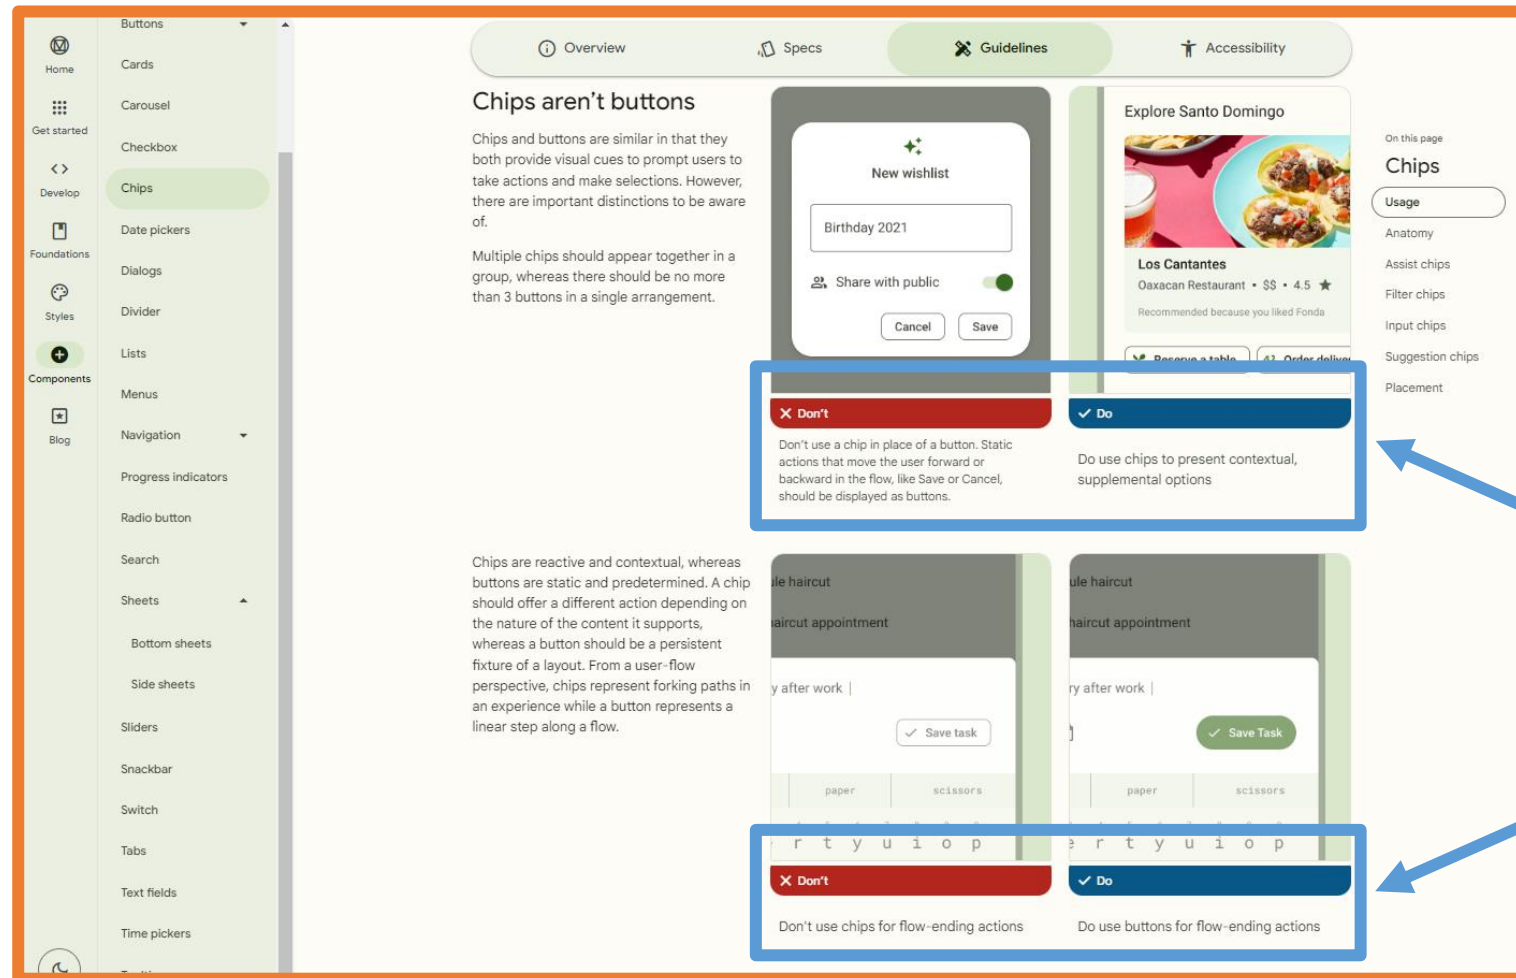 Home
Get started
Develop
Foundations
Styles
Components
Blog
Buttons
Cards
Carousel
Checkbox
Chips
Date pickers
Dialogs
Divider
Lists
Menus
Navigation
Progress indicators
Radio button
Search
Sheets
Bottom sheets
Side sheets
Sliders
Snackbar
Switch
Tabs
Text fields
Time pickers
Overview
Specs
Guidelines
Accessibility
Chips aren't buttons
Chips and buttons are similar in that they
both provide visual cues to prompt users to
take actions and make selections. However,
there are important distinctions to be aware
of.
Multiple chips should appear together in a
group, whereas there should be no more
than 3 buttons in a single arrangement.
New wishlist
Birthday 2021
Share with public
Cancel
Save
Explore Santo Domingo
Los Cantantes
Oaxacan Restaurant • $$ • 4.5 ★
Recommended because you liked Fonda
Reserve a table
Order deliver
Don't
Don't use a chip in place of a button. Static
actions that move the user forward or
backward in the flow, like Save or Cancel,
should be displayed as buttons.
Do
Do use chips to present contextual,
supplemental options
Chips are reactive and contextual, whereas
buttons are static and predetermined. A chip
should offer a different action depending on
the nature of the content it supports,
whereas a button should be a persistent
fixture of a layout. From a user-flow
perspective, chips represent forking paths in
an experience while a button represents a
linear step along a flow.
ule haircut
haircut appointment
y after work
Save task
paper scissors
r t y u i o p
ule haircut
haircut appointment
ry after work
Save Task
paper scissors
e r t y u i o p
Don't
Don't use chips for flow-ending actions
Do
Do use buttons for flow-ending actions
On this page
Chips
Usage
Anatomy
Assist chips
Filter chips
Input chips
Suggestion chips
Placement